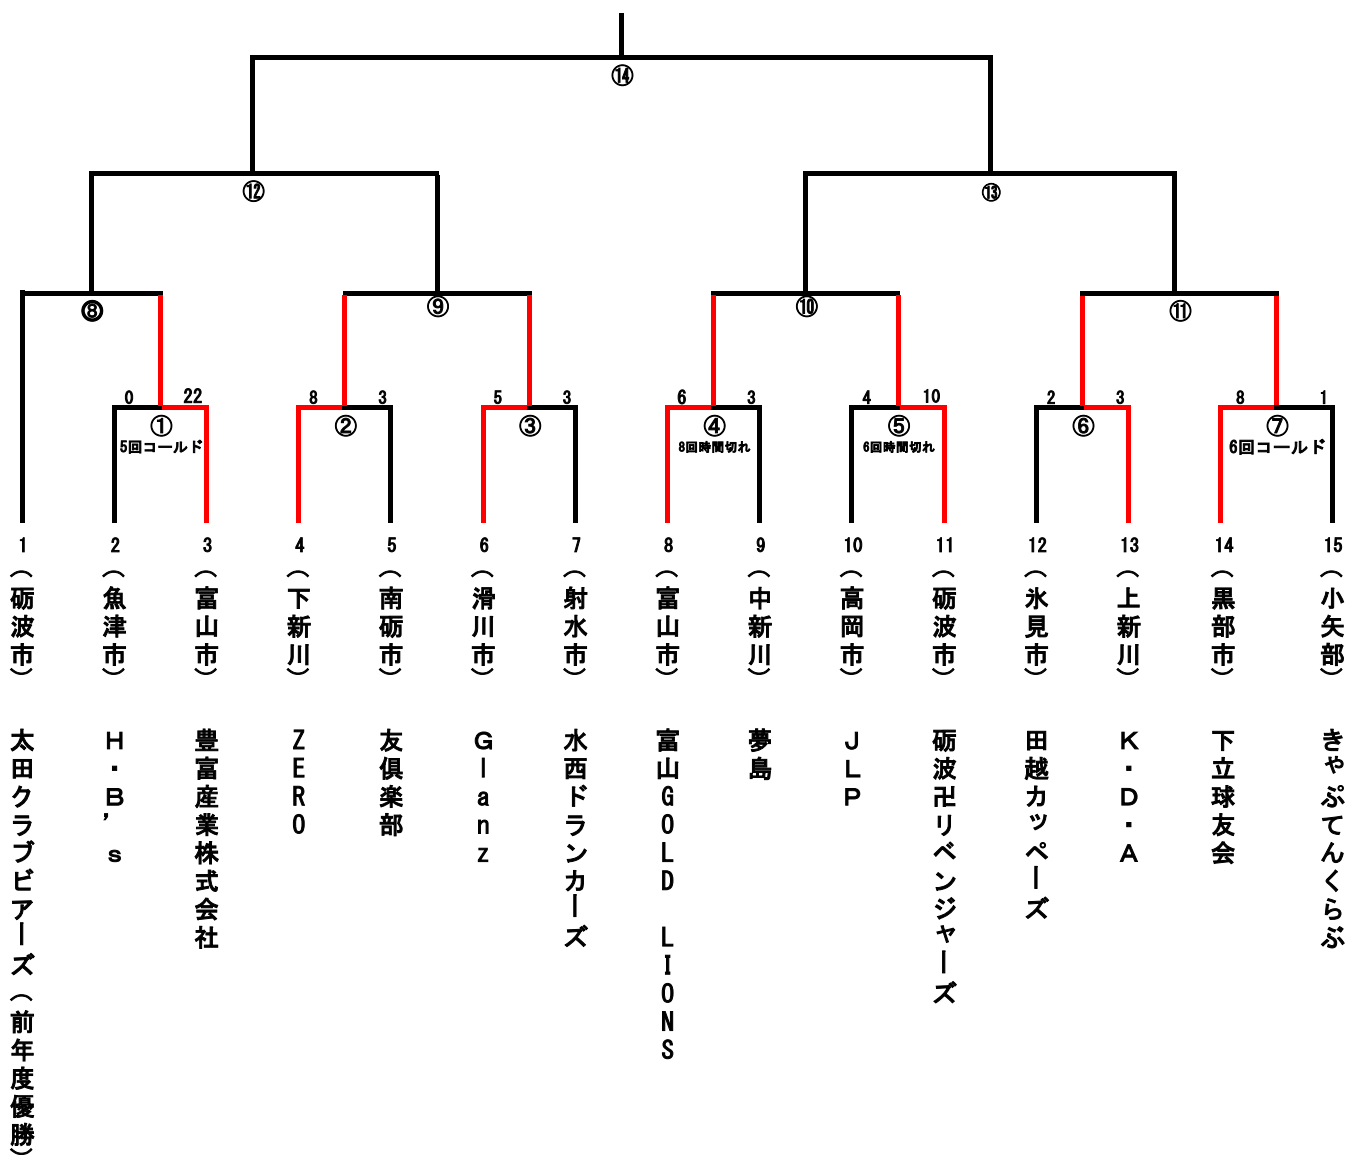 ⑭
⑫
⑬
⑧
⑨
⑩
⑪
0 22
8 3
5 3
6 3
4 10
2 3
8 1
①
②
③
④
⑤
⑥
⑦
5回コールド
8回時間切れ
6回時間切れ
6回コールド
1 (砺波市) 太田クラブビアーズ(前年度優勝)
2 (魚津市) H・B's
3 (富山市) 豊富産業株式会社
4 (下新川) ZERO
5 (南砺市) 友倶楽部
6 (滑川市) Glanz
7 (射水市) 水西ドランカーズ
8 (富山市) 富山GOLD LIONS
9 (中新川) 夢島
10 (高岡市) JLP
11 (砺波市) 砺波卍リベンジャーズ
12 (氷見市) 田越カッペーズ
13 (上新川) K・D・A
14 (黒部市) 下立球友会
15 (小矢部) きゃぷてんくらぶ